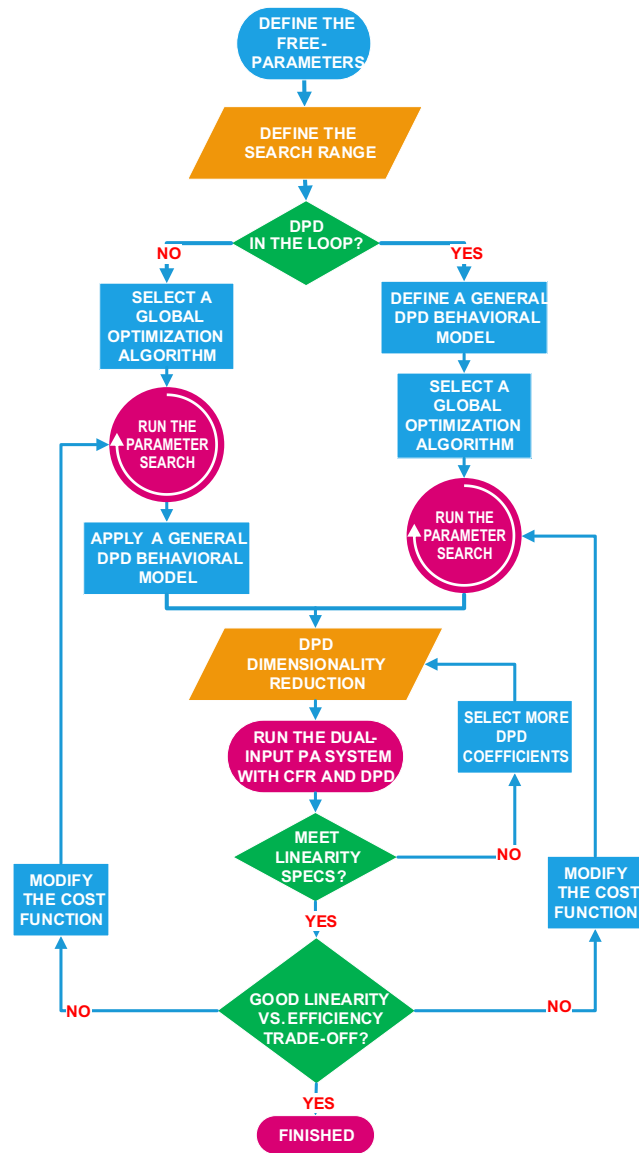 DEFINE THE
FREE-
PARAMETERS
DEFINE THE
SEARCH RANGE
DPD
IN THE LOOP?
NO
YES
SELECT A
GLOBAL
OPTIMIZATION
ALGORITHM
DEFINE A GENERAL
DPD BEHAVIORAL
MODEL
SELECT A
GLOBAL
OPTIMIZATION
ALGORITHM
RUN THE
PARAMETER
SEARCH
RUN THE
PARAMETER
SEARCH
APPLY A GENERAL
DPD BEHAVIORAL
MODEL
DPD
DIMENSIONALITY
REDUCTION
SELECT MORE
DPD
COEFFICIENTS
RUN THE DUAL-
INPUT PA SYSTEM
WITH CFR AND DPD
MEET
LINEARITY
SPECS?
NO
YES
MODIFY
THE COST
FUNCTION
MODIFY
THE COST
FUNCTION
GOOD LINEARITY
VS. EFFICIENCY
TRADE-OFF?
NO
NO
YES
FINISHED